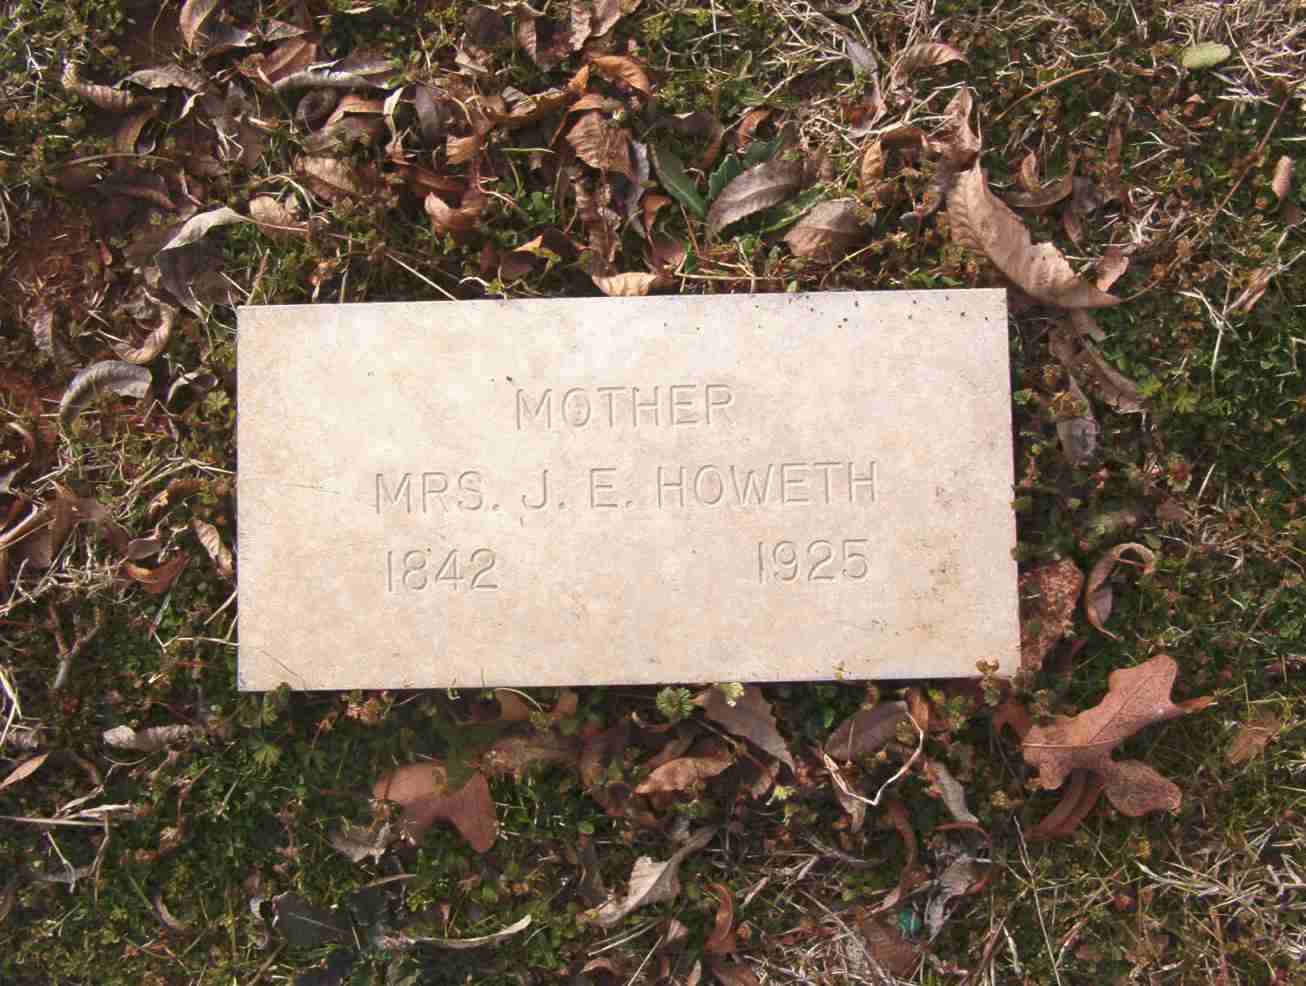 MOTHER
MRS. J. E. HOWETH
1842 1925